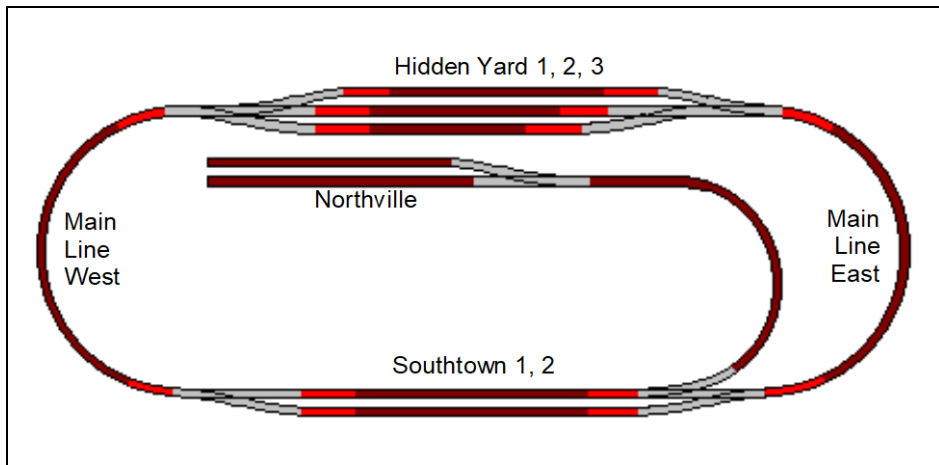 Hidden Yard 1, 2, 3
Northville
Main
Line
West
Main
Line
East
Southtown 1, 2